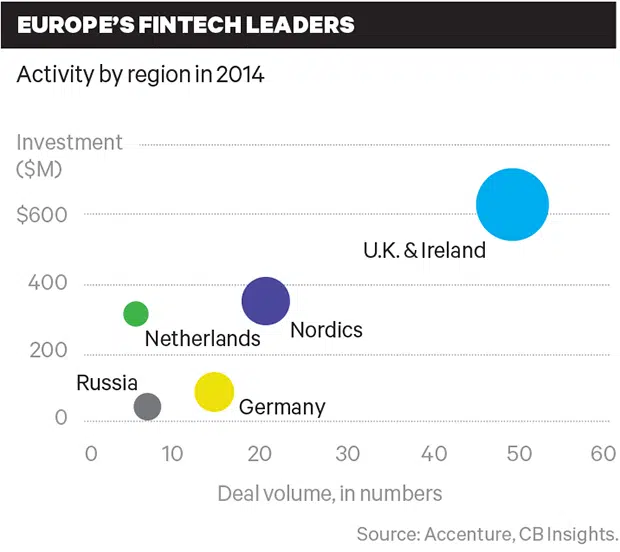 EUROPE'S FINTECH LEADERS
Activity by region in 2014
Investment
($M)
$600
U.K. & Ireland
400
Nordics
Netherlands
200
Russia
Germany
0
0 10 20 30 40 50 60
Deal volume, in numbers
Source: Accenture, CB Insights.